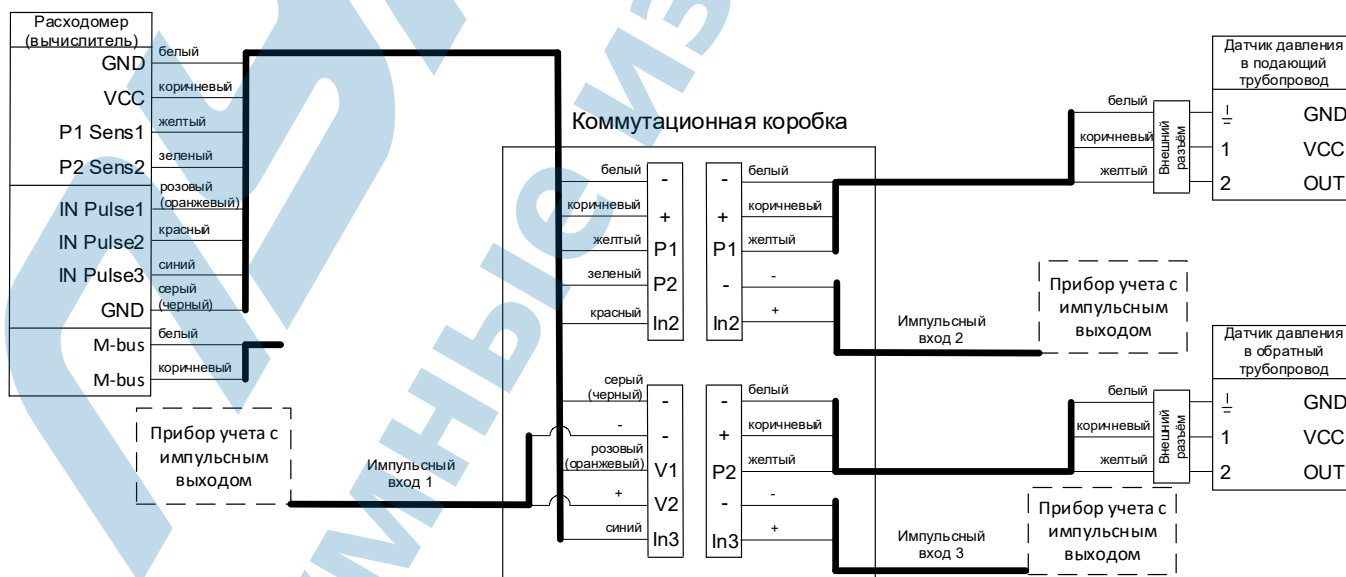 Расходомер
(вычислитель)
GND
белый
VCC
коричневый
P1 Sens1
желтый
P2 Sens2
зеленый
IN Pulse1
розовый
(оранжевый)
IN Pulse2
красный
IN Pulse3
синий
GND
серый
(черный)
M-bus
белый
M-bus
коричневый
Прибор учета с
импульсным
выходом
Импульсный
вход 1
Коммутационная коробка
белый
-
коричневый
+
желтый
P1
зеленый
P2
красный
In2
-
белый
+
коричневый
P1
желтый
-
-
In2
+
серый
(черный)
-
-
-
розовый
(оранжевый)
V1
+
V2
синий
In3
-
белый
+
коричневый
P2
желтый
-
-
In3
+
Импульсный
вход 2
Прибор учета с
импульсным
выходом
Импульсный
вход 3
Прибор учета с
импульсным
выходом
Датчик давления
в подающий
трубопровод
белый
коричневый
желтый
Внешний
разъём
GND
1 VCC
2 OUT
Датчик давления
в обратный
трубопровод
белый
коричневый
желтый
Внешний
разъём
GND
1 VCC
2 OUT
мные из